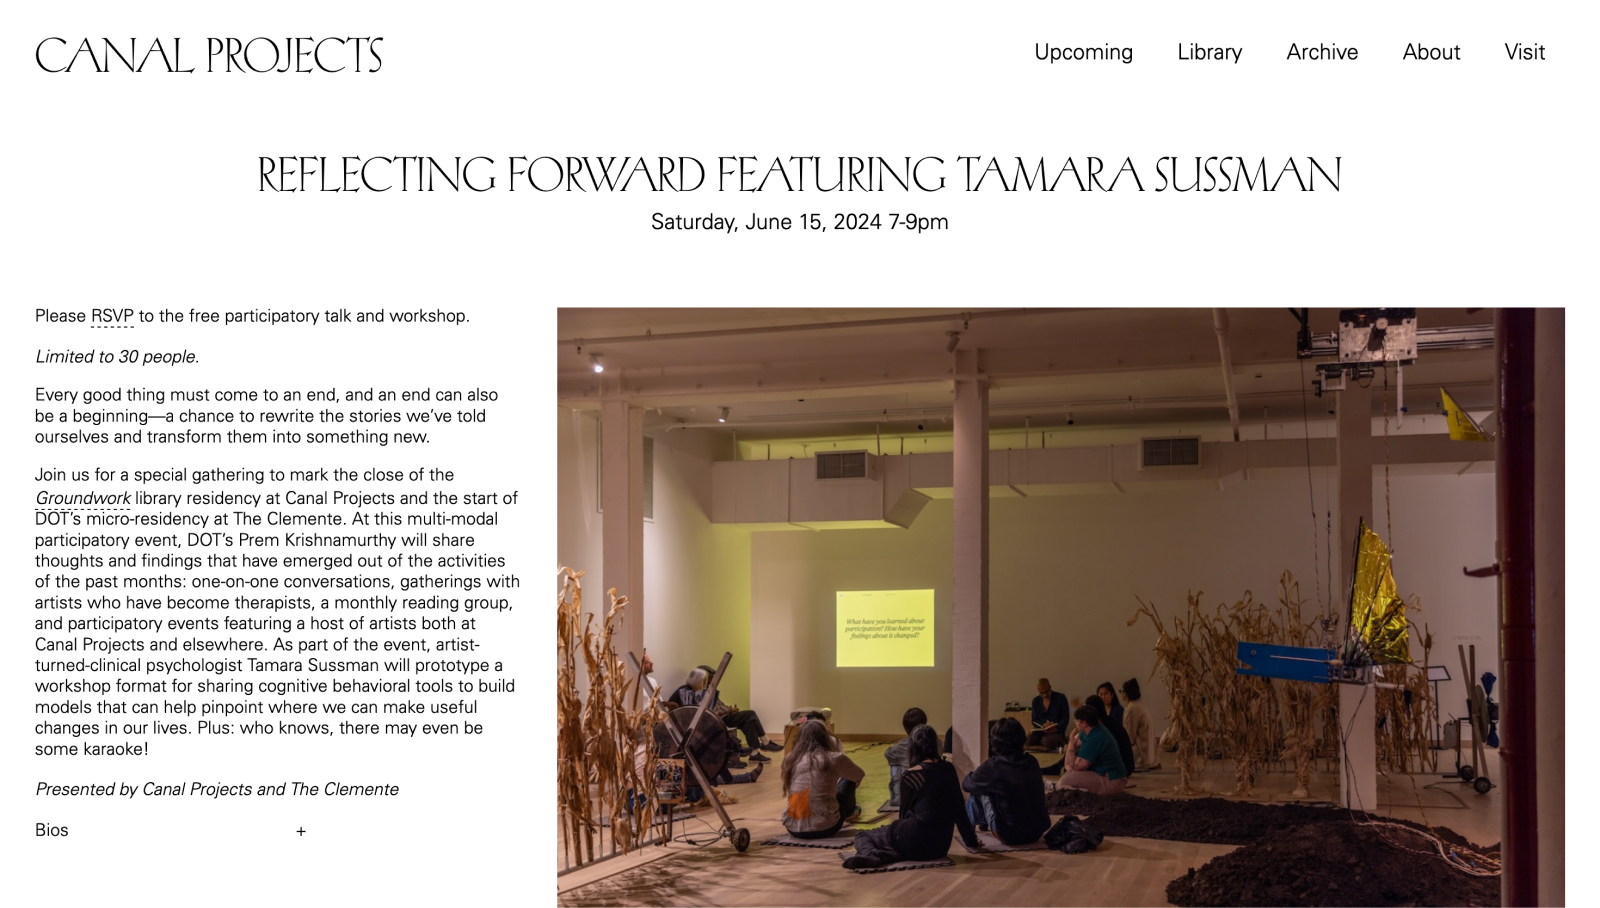 CANAL PROJECTS
Upcoming Library Archive About Visit
REFLECTING FORWARD FEATURING TAMARA SUSSMAN
Saturday, June 15, 2024 7-9pm
Please RSVP to the free participatory talk and workshop.
Limited to 30 people.
Every good thing must come to an end, and an end can also
be a beginning—a chance to rewrite the stories we’ve told
ourselves and transform them into something new.
Join us for a special gathering to mark the close of the
Groundwork library residency at Canal Projects and the start of
DOT’s micro-residency at The Clemente. At this multi-modal
participatory event, DOT’s Prem Krishnamurthy will share
thoughts and findings that have emerged out of the activities
of the past months: one-on-one conversations, gatherings with
artists who have become therapists, a monthly reading group,
and participatory events featuring a host of artists both at
Canal Projects and elsewhere. As part of the event, artist-
turned-clinical psychologist Tamara Sussman will prototype a
workshop format for sharing cognitive behavioral tools to build
models that can help pinpoint where we can make useful
changes in our lives. Plus: who knows, there may even be
some karaoke!
Presented by Canal Projects and The Clemente
Bios +
What have you learned about
participation? How have your
feelings about is changed?